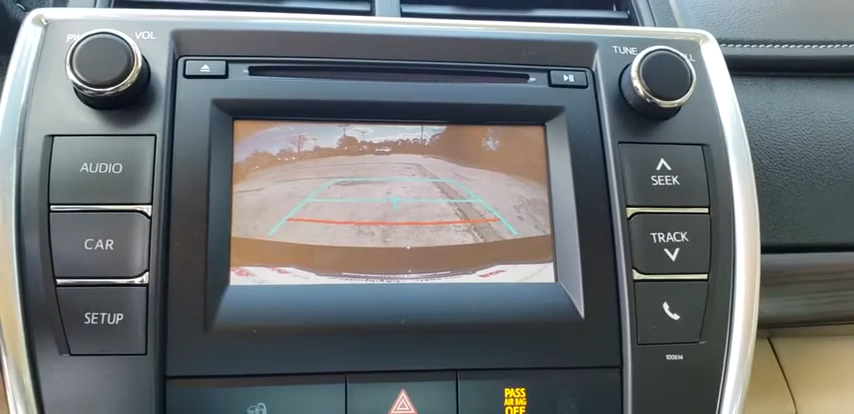 VOL
TUNE
AUDIO
SEEK
CAR
TRACK
SETUP
100614
PASS
AIR BAG
OFF